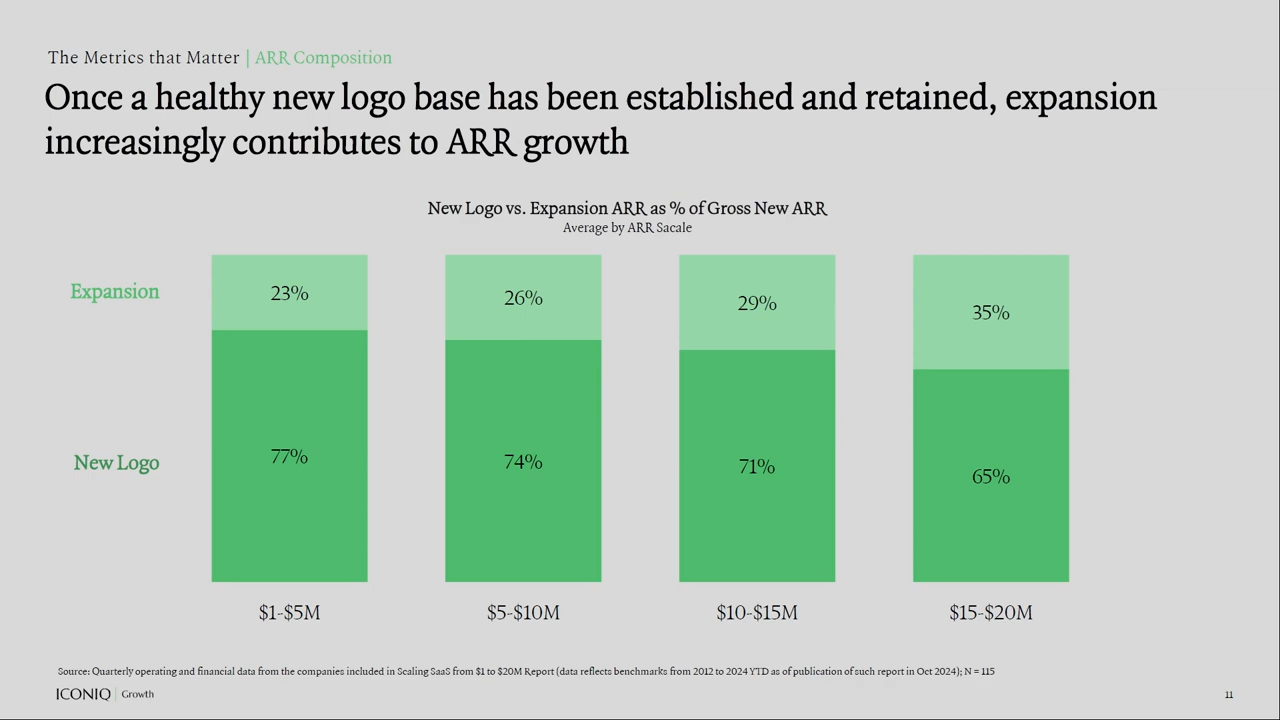 The Metrics that Matter | ARR Composition
Once a healthy new logo base has been established and retained, expansion
increasingly contributes to ARR growth
New Logo vs. Expansion ARR as % of Gross New ARR
Average by ARR Sacale
Expansion
23%
26%
29%
35%
New Logo
77%
74%
71%
65%
$1-$5M
$5-$10M
$10-$15M
$15-$20M
Source: Quarterly operating and financial data from the companies included in Scaling SaaS from $1 to $20M Report (data reflects benchmarks from 2012 to 2024 YTD as of publication of such report in Oct 2024); N = 115
ICONIQ | Growth
11